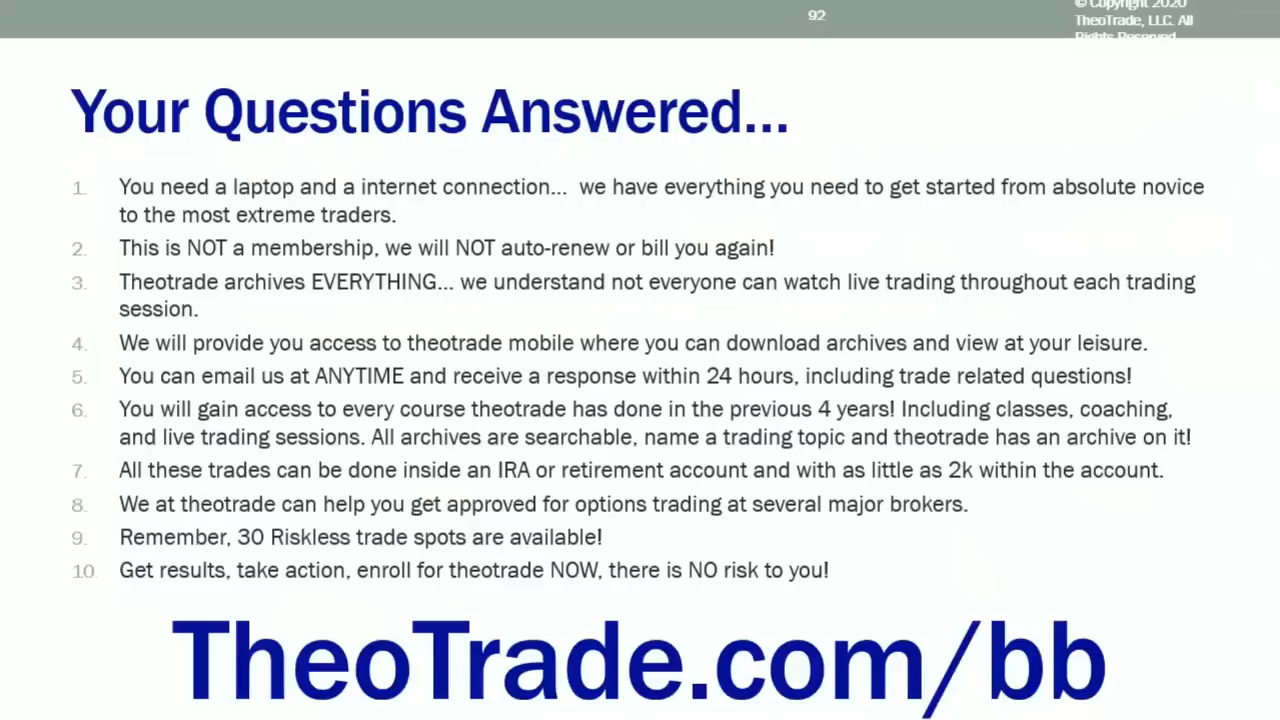 92
© Copyright 2020
TheoTrade, LLC. All
Rights Reserved
Your Questions Answered...
1. You need a laptop and a internet connection... we have everything you need to get started from absolute novice
to the most extreme traders.
2. This is NOT a membership, we will NOT auto-renew or bill you again!
3. Theotrade archives EVERYTHING... we understand not everyone can watch live trading throughout each trading
session.
4. We will provide you access to theotrade mobile where you can download archives and view at your leisure.
5. You can email us at ANYTIME and receive a response within 24 hours, including trade related questions!
6. You will gain access to every course theotrade has done in the previous 4 years! Including classes, coaching,
and live trading sessions. All archives are searchable, name a trading topic and theotrade has an archive on it!
7. All these trades can be done inside an IRA or retirement account and with as little as 2k within the account.
8. We at theotrade can help you get approved for options trading at several major brokers.
9. Remember, 30 Riskless trade spots are available!
10. Get results, take action, enroll for theotrade NOW, there is NO risk to you!
TheoTrade.com/bb